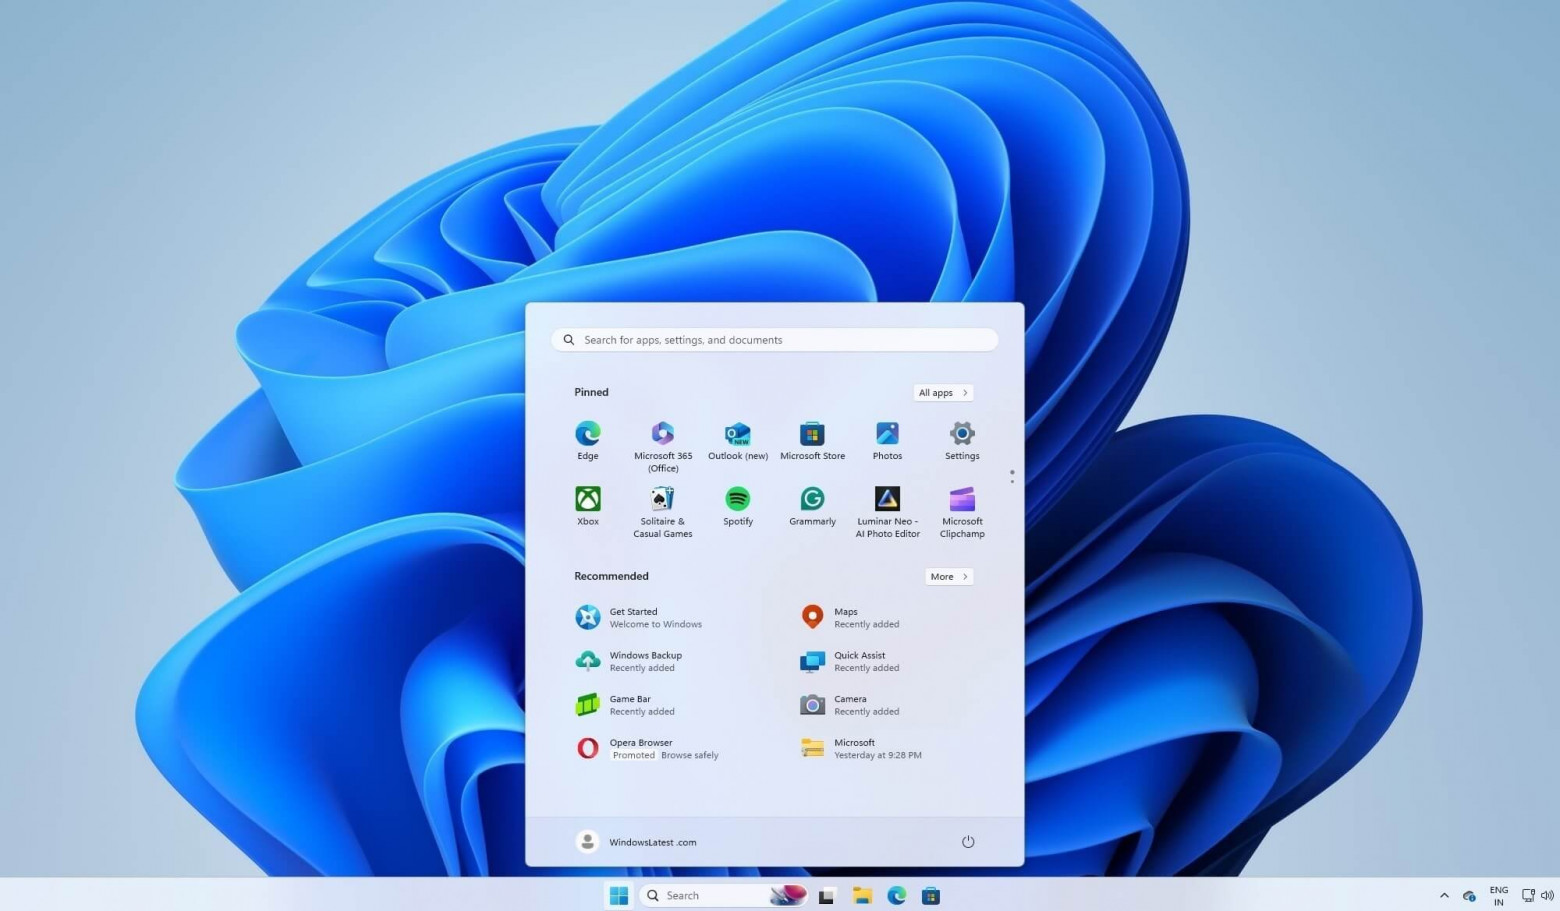 Search for apps, settings, and documents
Pinned
All apps
Edge
Microsoft 365
(Office)
Outlook (new)
Microsoft Store
Photos
Settings
Xbox
Solitaire &
Casual Games
Spotify
Grammarly
Luminar Neo -
AI Photo Editor
Microsoft
Clipchamp
Recommended
More
Get Started
Welcome to Windows
Maps
Recently added
Windows Backup
Recently added
Quick Assist
Recently added
Game Bar
Recently added
Camera
Recently added
Opera Browser
Promoted Browse safely
Microsoft
Yesterday at 9:28 PM
WindowsLatest .com
Search
ENG
IN